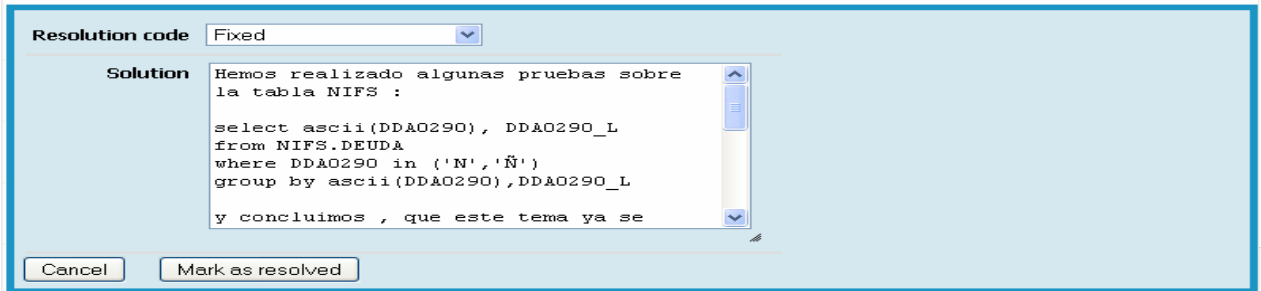 Resolution code Fixed
Solution Hemos realizado algunas pruebas sobre
la tabla NIFS :
select ascii(DDA0290), DDA0290_L
from NIFS.DEUDA
where DDA0290 in ('N','Ñ')
group by ascii(DDA0290),DDA0290_L
y concluimos , que este tema ya se
Cancel Mark as resolved